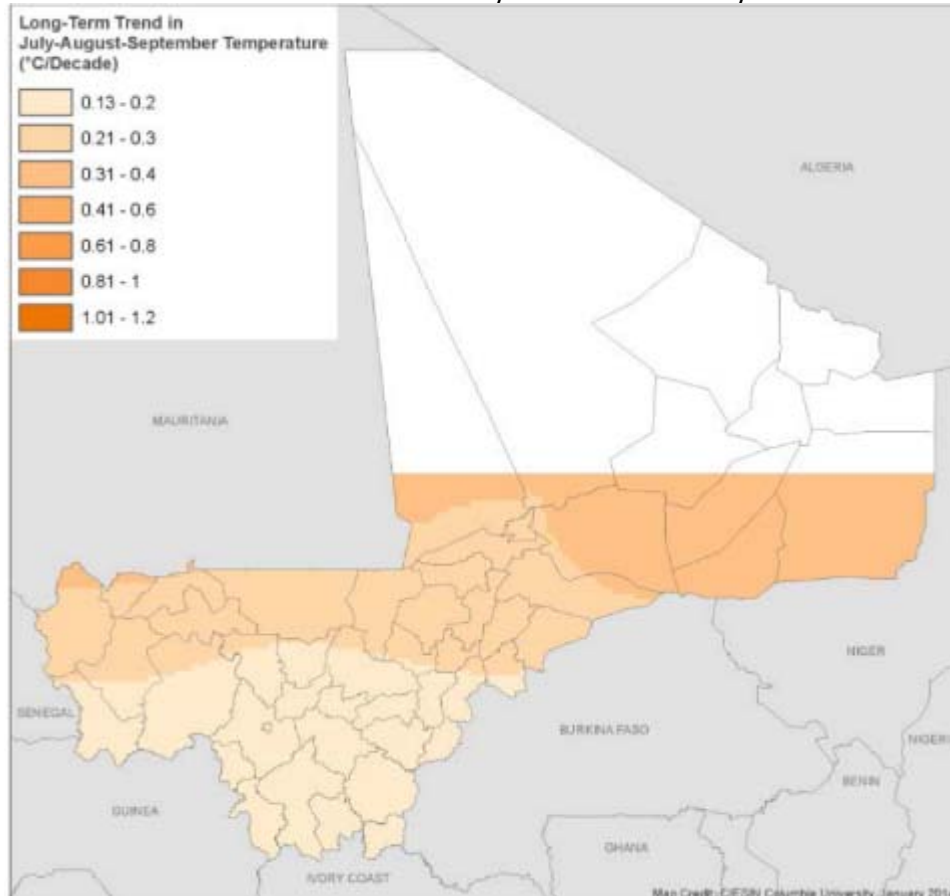 Long-Term Trend in
July-August-September Temperature
(°C/Decade)
0.13 - 0.2
0.21 - 0.3
0.31 - 0.4
0.41 - 0.6
0.61 - 0.8
0.81 - 1
1.01 - 1.2
ALGERIA
MAURITANIA
NIGER
SENEGAL
BURKINA FASO
NIGERI
BENIN
GUINEA
GHANA
IVORY COAST
Map Credit: CIESIN Columbia University, January 201